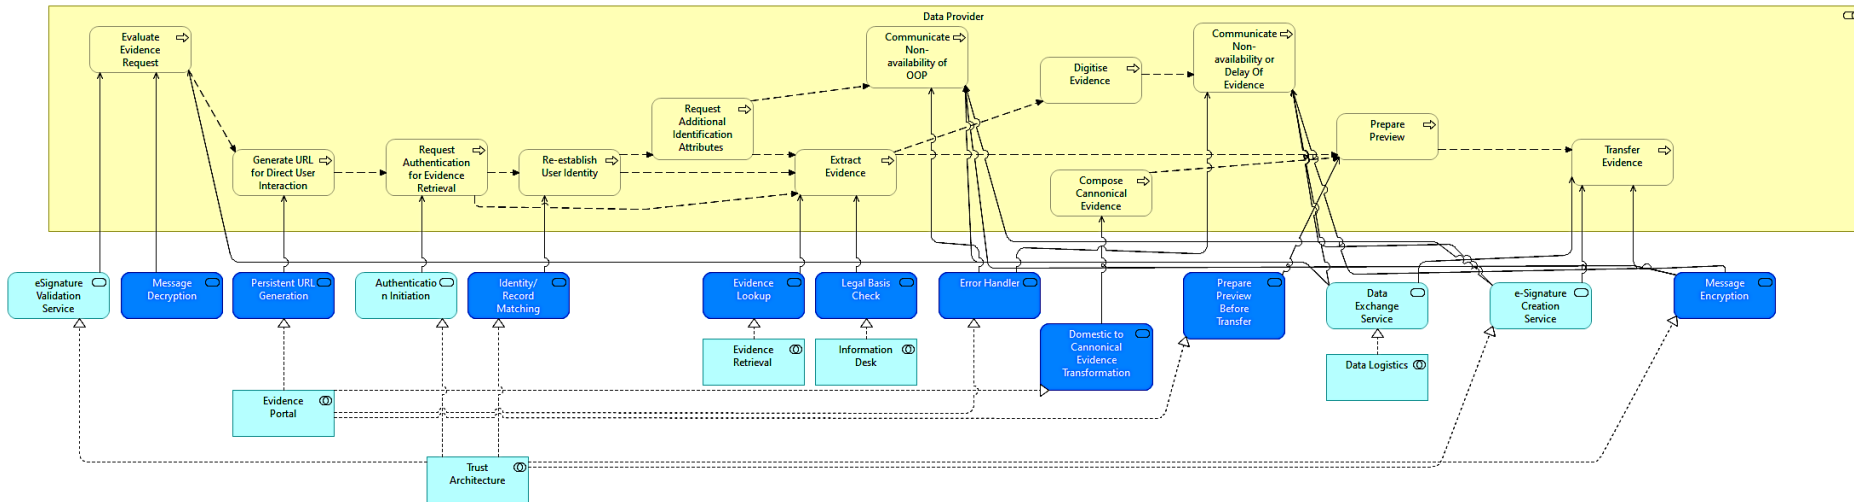 Data Provider
Evaluate
Evidence
Request
Communicate
Non-
availability of
OOP
Communicate
Non-
availability or
Delay Of
Evidence
Digitise
Evidence
Request
Additional
Identification
Attributes
Prepare
Preview
Generate URL
for Direct User
Interaction
Request
Authentication
for Evidence
Retrieval
Re-establish
User Identity
Extract
Evidence
Compose
Cannonical
Evidence
Transfer
Evidence
eSignature
Validation
Service
Message
Decryption
Persistent URL
Generation
Authenticatio
n Initiation
Identity/
Record
Matching
Evidence
Lookup
Legal Basis
Check
Error Handler
Domestic to
Cannonical
Evidence
Transformation
Prepare
Preview
Before
Transfer
Data
Exchange
Service
e-Signature
Creation
Service
Message
Encryption
Evidence
Retrieval
Information
Desk
Data Logistics
Evidence
Portal
Trust
Architecture